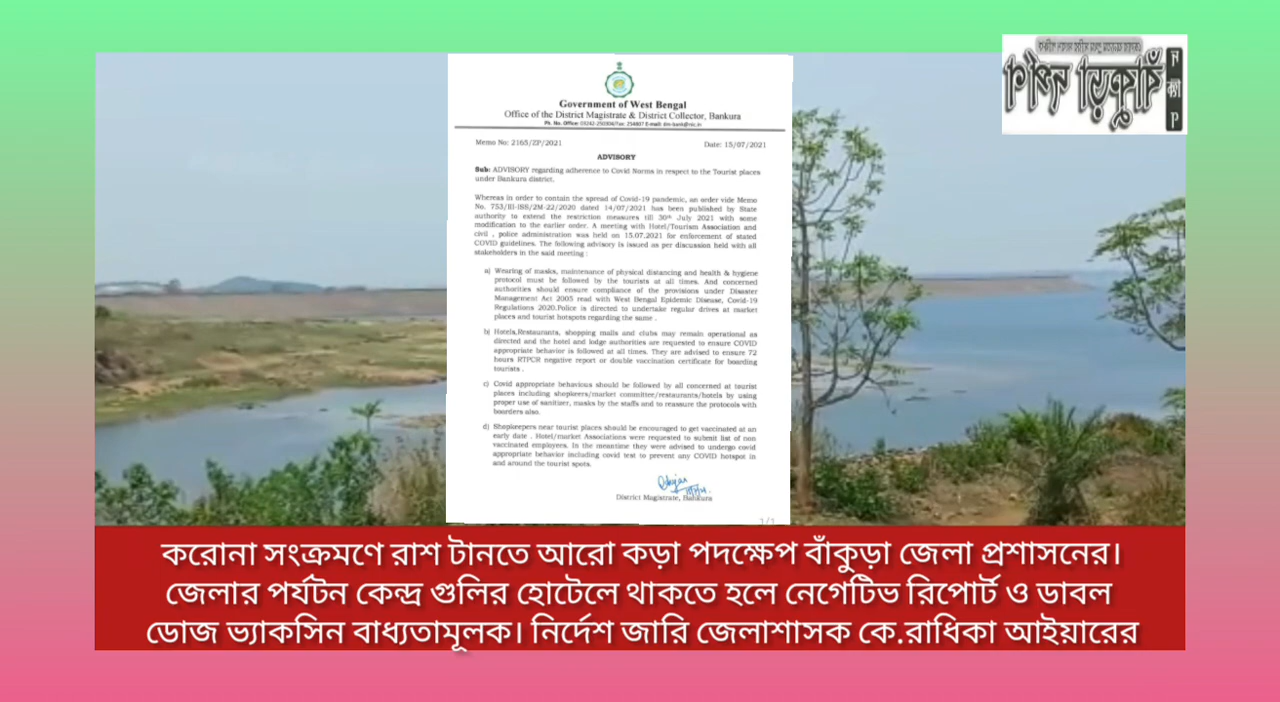 Government of West Bengal
Office of the District Magistrate & District Collector, Bankura
Ph. No. Office: E-mail:
Memo No: 2165/ZP/2021 Date: 15/07/2021
ADVISORY
Sub: ADVISORY regarding adherence to Covid Norms in respect to the Tourist places
under Bankura district.
Whereas in order to contain the spread of Covid-19 pandemic, an order vide Memo
No. 753/III-ISS/2M-22/2020 dated 14/07/2021 has been published by State
authority to extend the restriction measures till 30th July 2021 with some
modification to the earlier order. A meeting with Hotel/Tourism Association and
civil , police administration was held on 15.07.2021 for enforcement of stated
COVID guidelines. The following advisory is issued as per discussion held with all
stakeholders in the said meeting :
a) Wearing of masks, maintenance of physical distancing and health & hygiene
protocol must be followed by the tourists at all times. And concerned
authorities should ensure compliance of the provisions under Disaster
Management Act 2005 read with West Bengal Epidemic Disease, Covid-19
Regulations 2020.Police is directed to undertake regular drives at market
places and tourist hotspots regarding the same .
b) Hotels,Restaurants, shopping malls and clubs may remain operational as
directed and the hotel and lodge authorities are requested to ensure COVID
appropriate behavior is followed at all times. They are advised to ensure 72
hours RTPCR negative report or double vaccination certificate for boarding
tourists .
c) Covid appropriate behavious should be followed by all concerned at tourist
places including shopkeers/market committee/restaurants/hotels by using
proper use of sanitizer, masks by the staffs and to reassure the protocols with
boarders also.
d) Shopkeepers near tourist places should be encouraged to get vaccinated at an
early date . Hotel/market Associations were requested to submit list of non
vaccinated employees. In the meantime they were advised to undergo covid
appropriate behavior including covid test to prevent any COVID hotspot in
and around the tourist spots.
District Magistrate, Bankura
1/1
করোনা সংক্রমণে রাশ টানতে আরো কড়া পদক্ষেপ বাঁকুড়া জেলা প্রশাসনের।
জেলার পর্যটন কেন্দ্র গুলির হোটেলে থাকতে হলে নেগেটিভ রিপোর্ট ও ডাবল
ডোজ ভ্যাকসিন বাধ্যতামূলক। নির্দেশ জারি জেলাশাসক কে.রাধিকা আইয়ারের